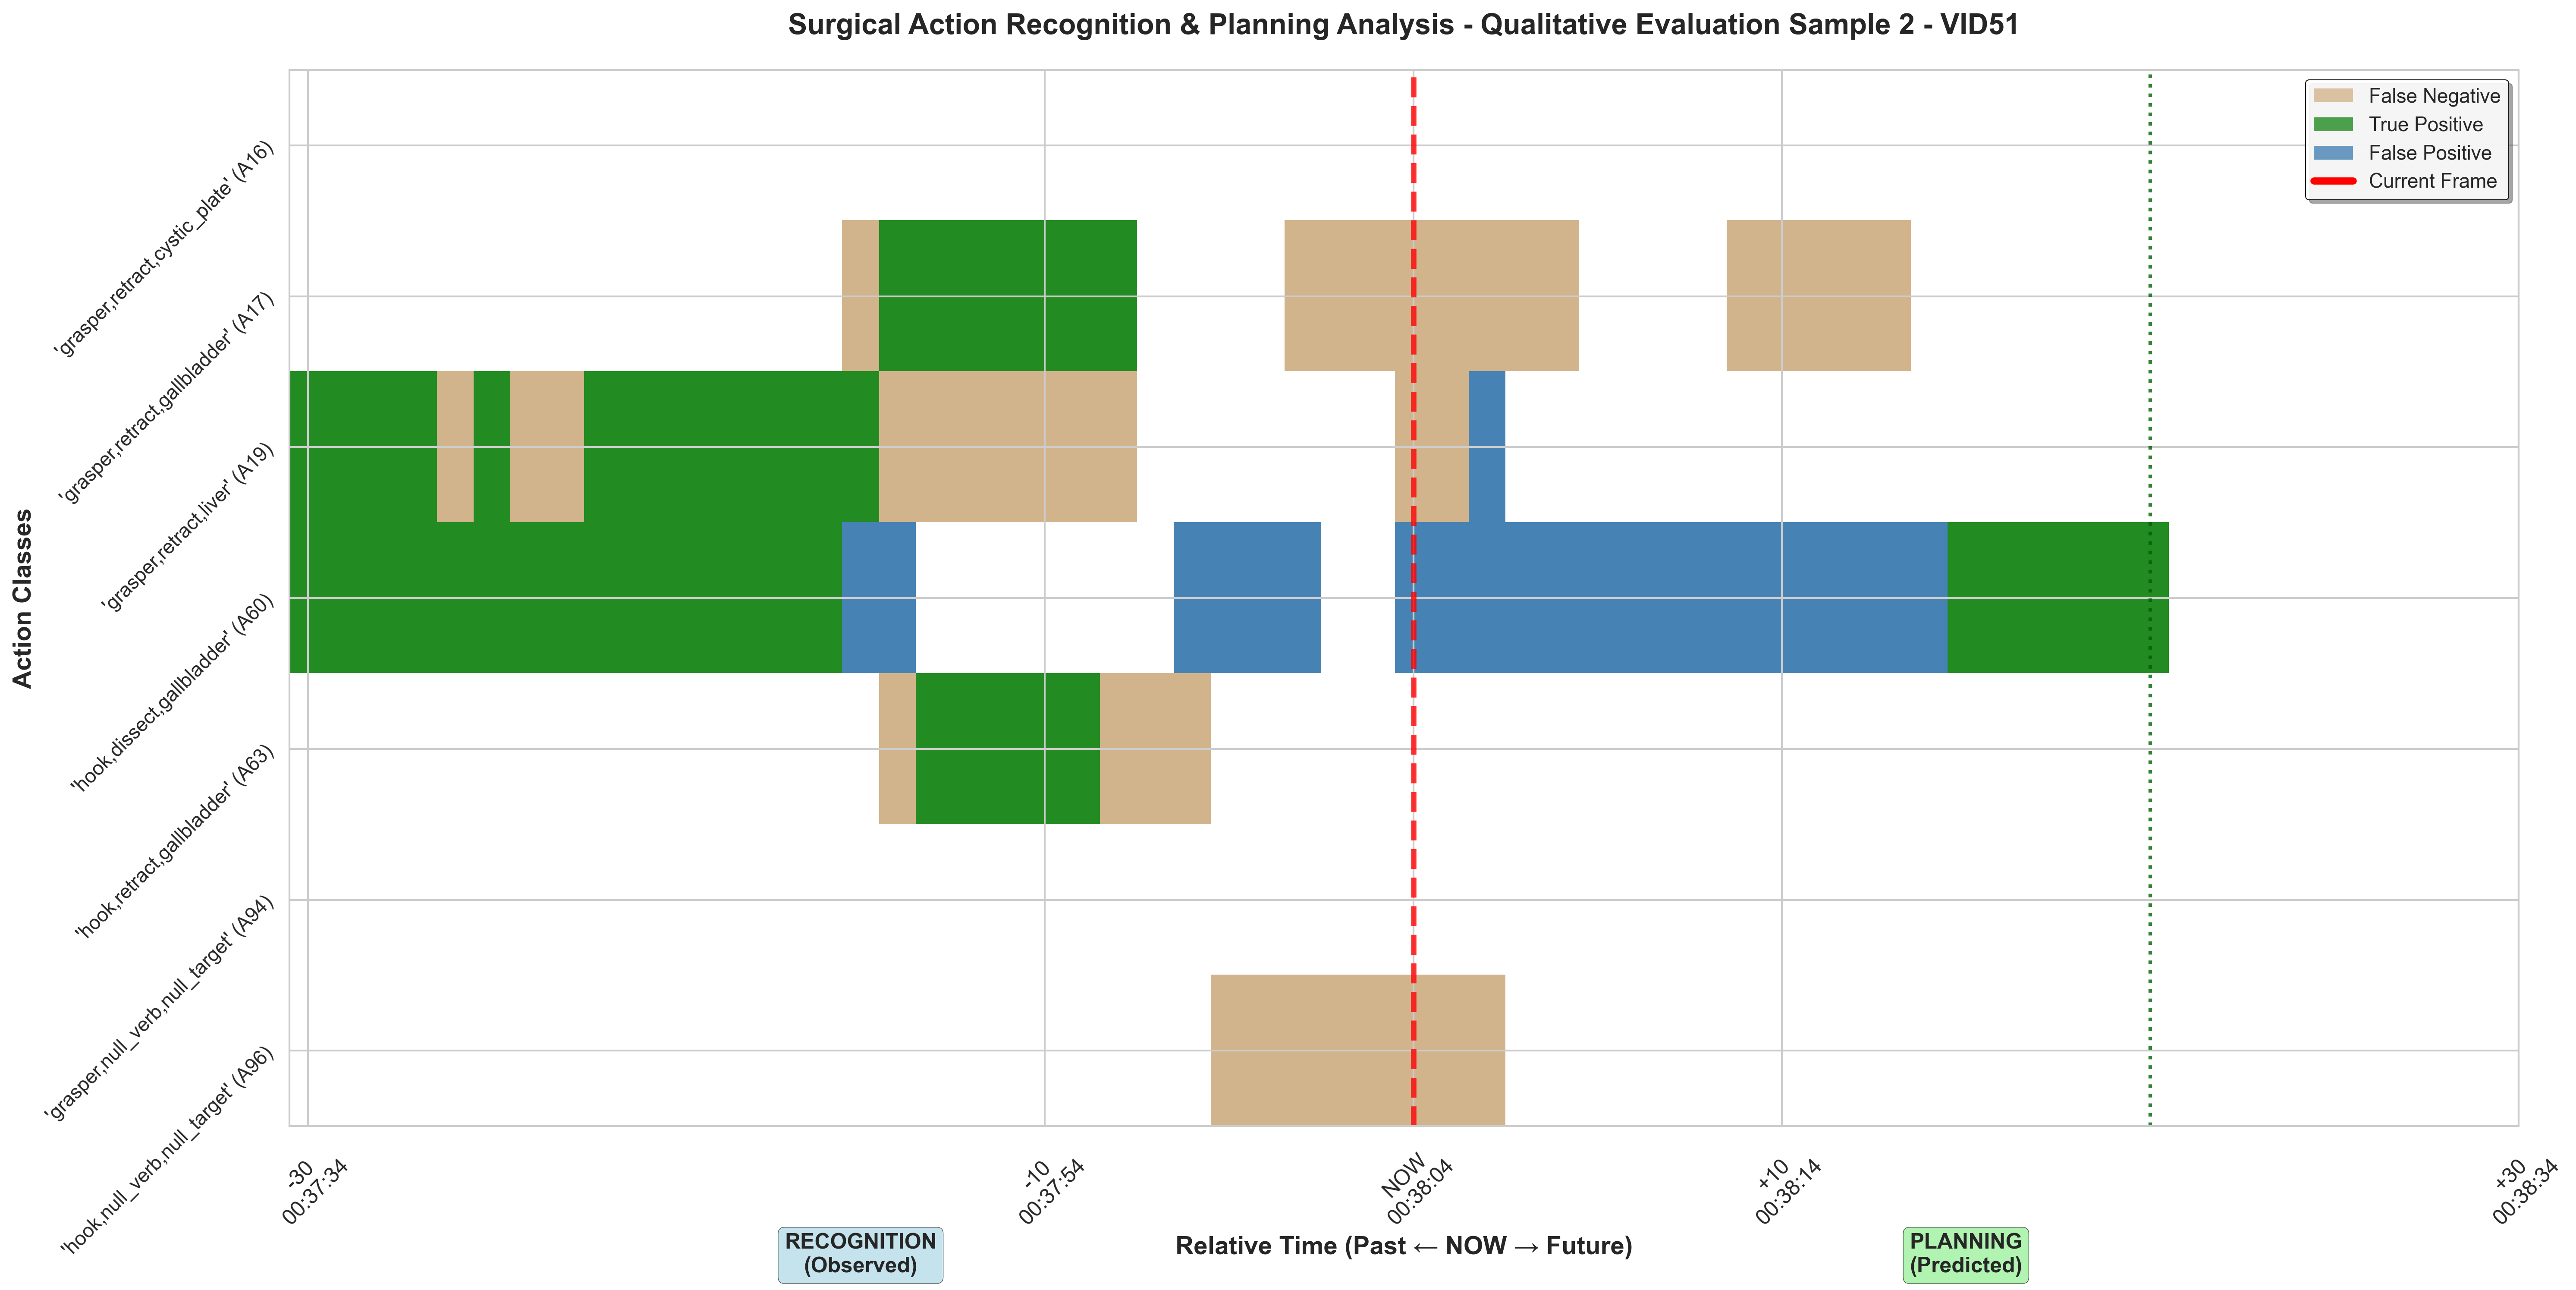 Surgical Action Recognition & Planning Analysis - Qualitative Evaluation Sample 2 - VID51
False Negative
True Positive
False Positive
Current Frame
Action Classes
'grasper,retract,cystic_plate' (A16)
'grasper,retract,gallbladder' (A17)
'grasper,retract,liver' (A19)
'hook,dissect,gallbladder' (A60)
'hook,retract,gallbladder' (A63)
'grasper,null_verb,null_target' (A94)
'hook,null_verb,null_target' (A96)
-30
00:37:34
-10
00:37:54
NOW
00:38:04
+10
00:38:14
+30
00:38:34
RECOGNITION
(Observed)
Relative Time (Past ← NOW → Future)
PLANNING
(Predicted)